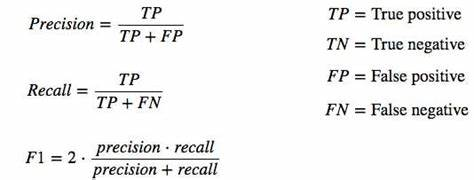 Precision = TP / (TP + FP)
TP = True positive
TN = True negative
Recall = TP / (TP + FN)
FP = False positive
FN = False negative
F1 = 2 · (precision · recall) / (precision + recall)